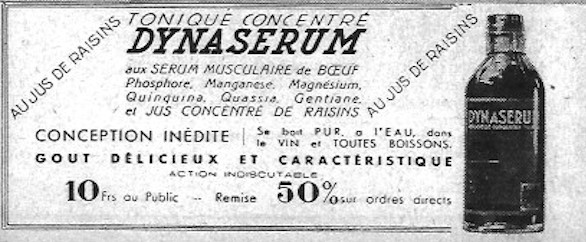 TONIQUE CONCENTRÉ
DYNASERUM
AU JUS DE RAISINS
AU JUS DE RAISINS
aux SERUM MUSCULAIRE de BŒUF
Phosphore, Manganese, Magnésium,
Quinquina, Quassia, Gentiane,
et JUS CONCENTRÉ DE RAISINS
CONCEPTION INÉDITE
Se boit PUR, a l'EAU, dans
le VIN et TOUTES BOISSONS.
GOUT DÉLICIEUX ET CARACTÉRISTIQUE
ACTION INDISCUTABLE
10 Frs au Public -- Remise 50% sur ordres directs
DYNASERUM